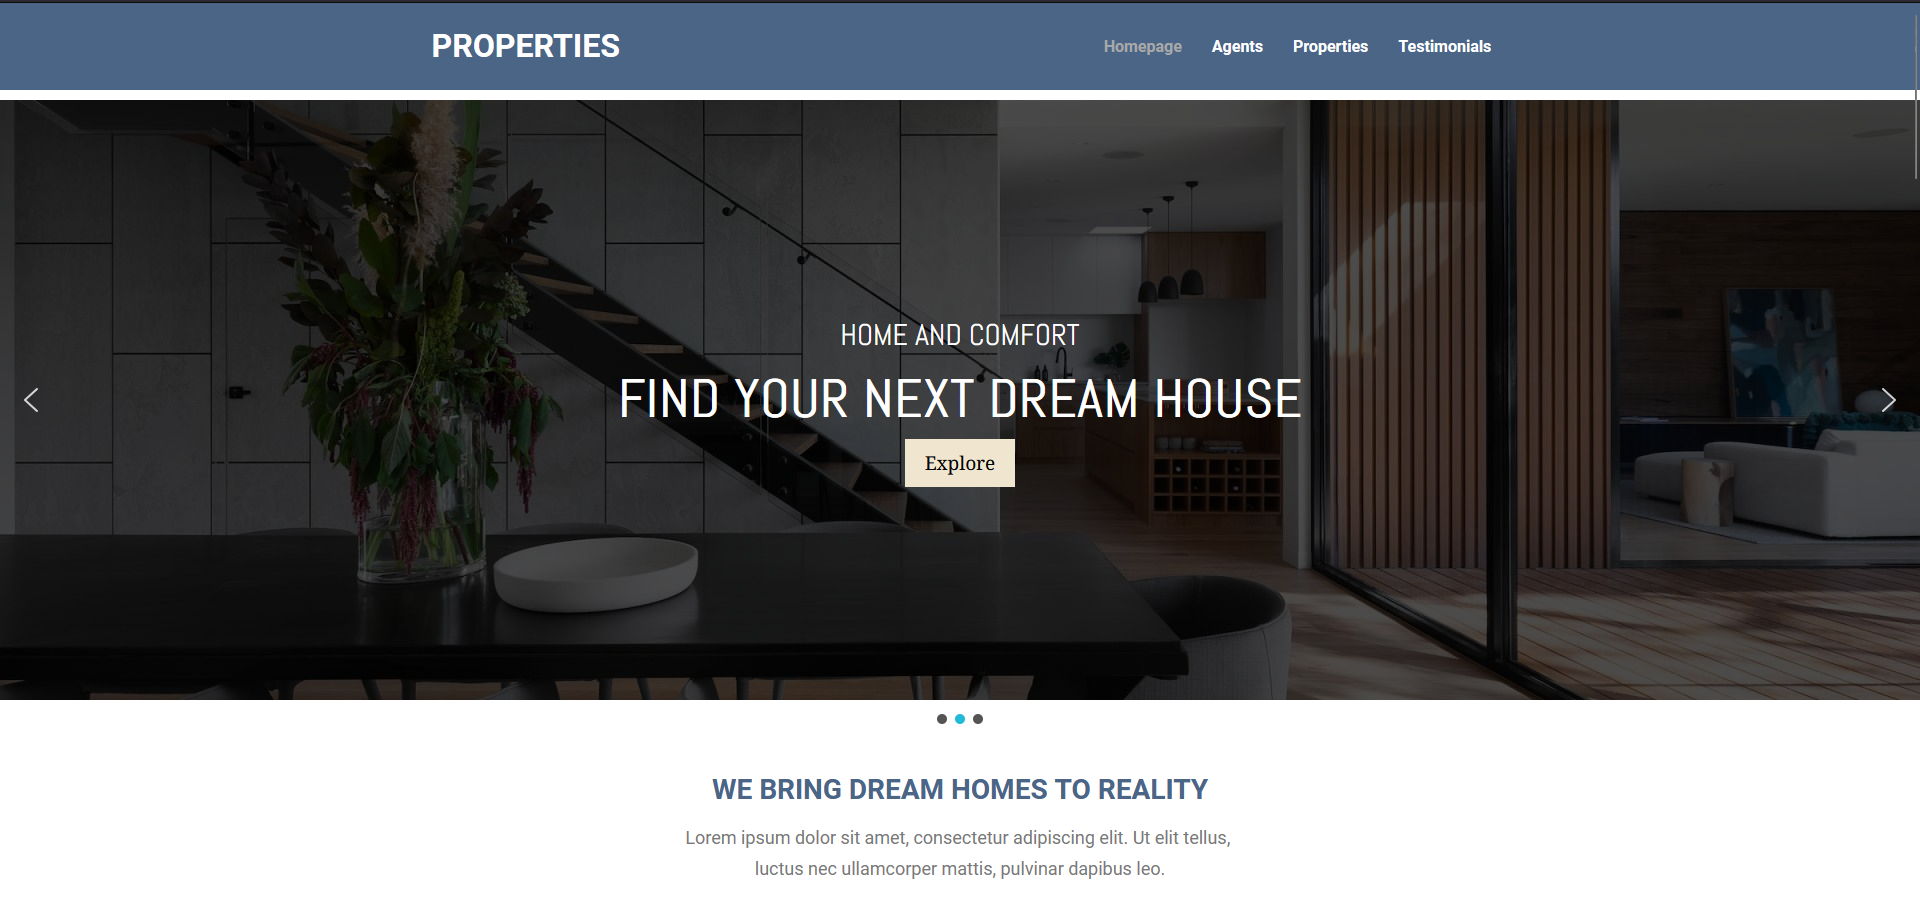 PROPERTIES
Homepage Agents Properties Testimonials
HOME AND COMFORT
FIND YOUR NEXT DREAM HOUSE
Explore
WE BRING DREAM HOMES TO REALITY
Lorem ipsum dolor sit amet, consectetur adipiscing elit. Ut elit tellus,
luctus nec ullamcorper mattis, pulvinar dapibus leo.